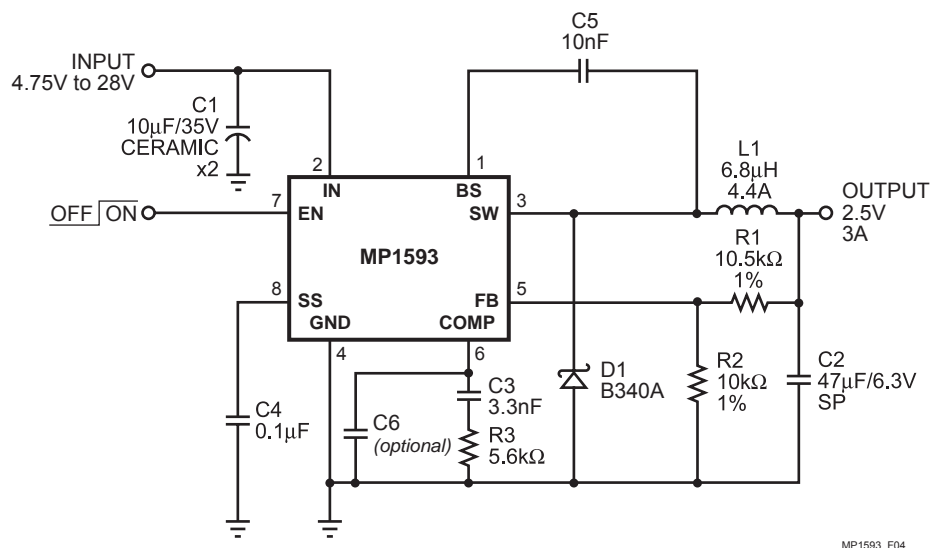 C5
10nF
INPUT
4.75V to 28V
C1
10µF/35V
CERAMIC
x2
2
1
IN
BS
L1
6.8µH
4.4A
OFF ON
7
EN
SW
3
OUTPUT
2.5V
3A
MP1593
R1
10.5kΩ
1%
8
SS
FB
5
GND
COMP
4
6
C4
0.1µF
C6
(optional)
C3
3.3nF
R3
5.6kΩ
D1
B340A
R2
10kΩ
1%
C2
47µF/6.3V
SP
MP1593_F04